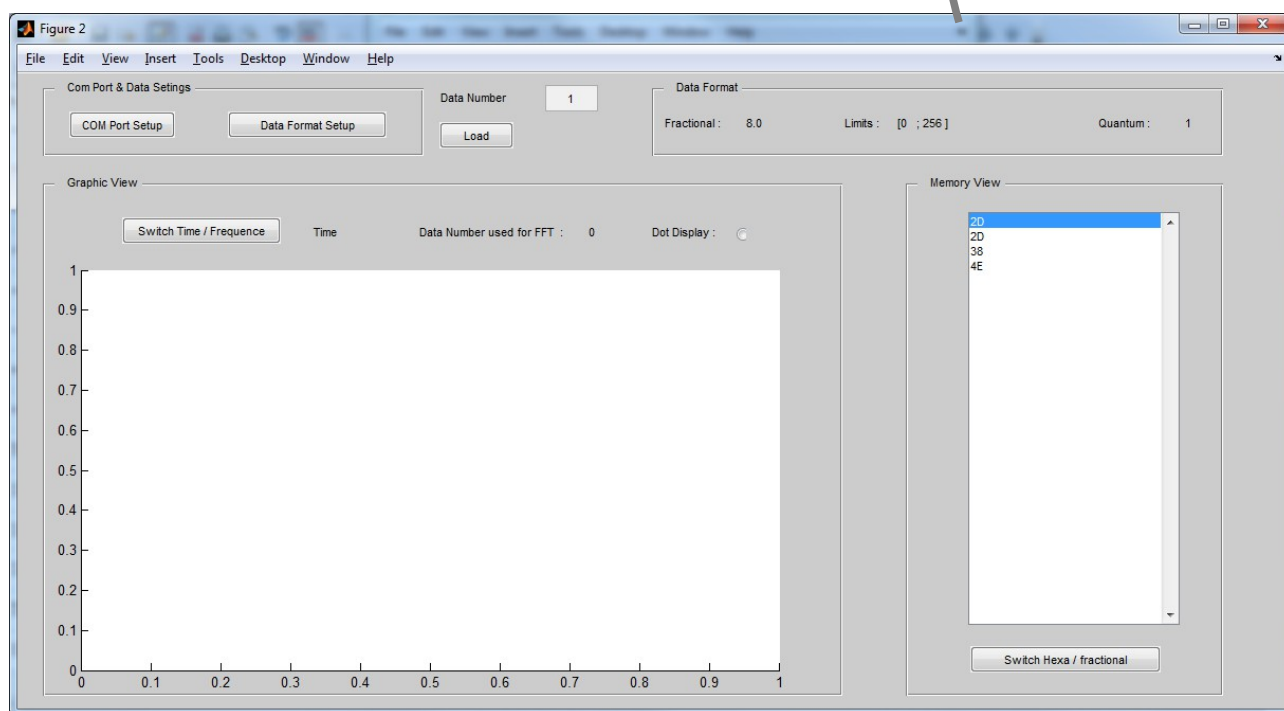 Figure 2
File Edit View Insert Tools Desktop Window Help
Com Port & Data Setings
COM Port Setup
Data Format Setup
Data Number
1
Load
Data Format
Fractional : 8.0
Limits : [0 ; 256 ]
Quantum : 1
Graphic View
Switch Time / Frequence
Time
Data Number used for FFT : 0
Dot Display :
1
0.9
0.8
0.7
0.6
0.5
0.4
0.3
0.2
0.1
0
0 0.1 0.2 0.3 0.4 0.5 0.6 0.7 0.8 0.9 1
Memory View
2D
2D
38
4E
Switch Hexa / fractional